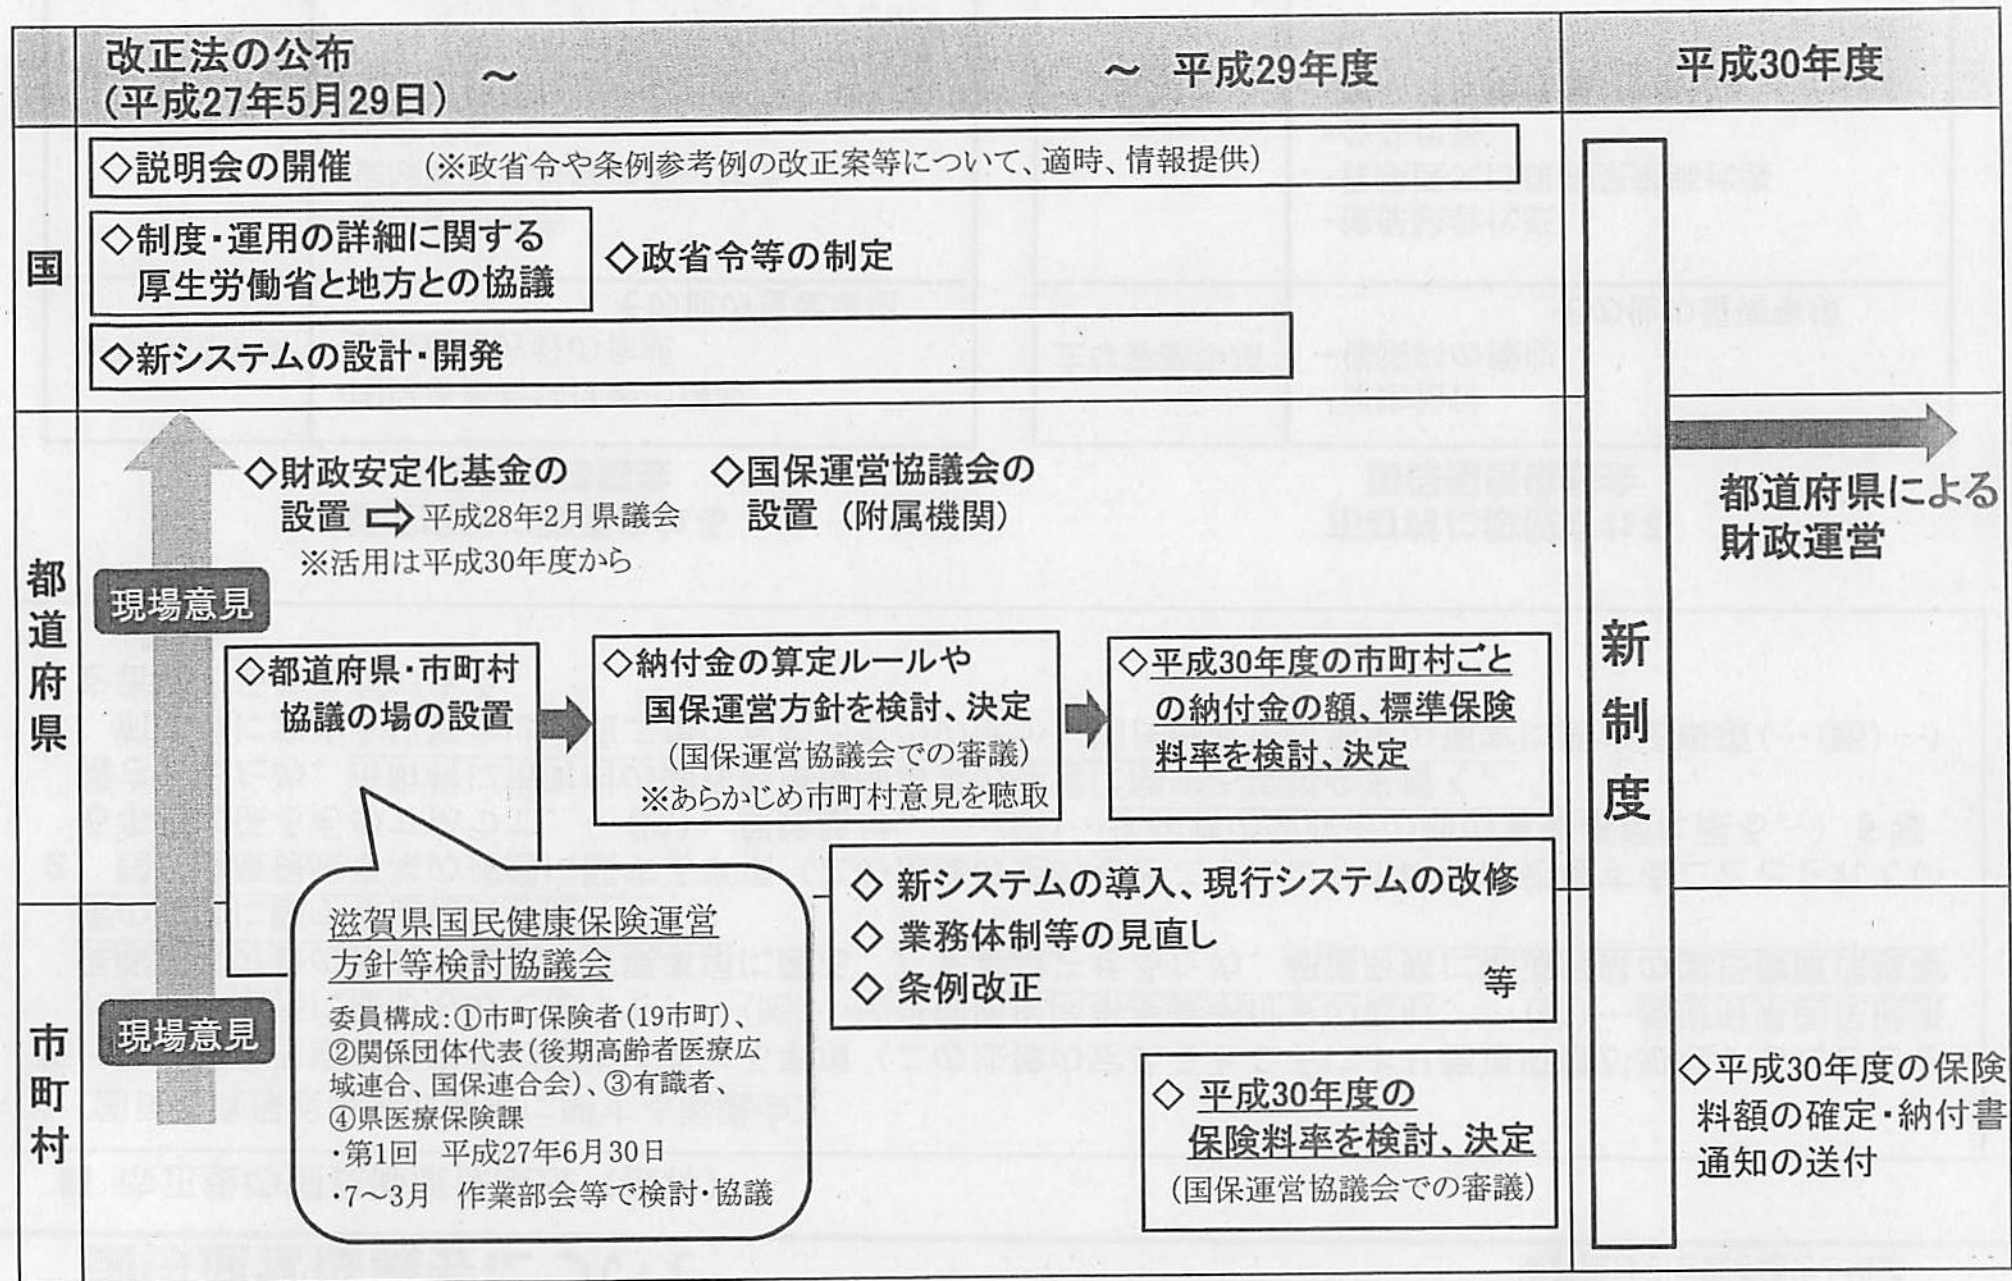 改正法の公布
(平成27年5月29日) ～
～ 平成29年度
平成30年度
国
◇説明会の開催 (※政省令や条例参考例の改正案等について、適時、情報提供)
◇制度・運用の詳細に関する
厚生労働省と地方との協議
◇政省令等の制定
◇新システムの設計・開発
都道府県
◇財政安定化基金の
設置 ⇨ 平成28年2月県議会
※活用は平成30年度から
◇国保運営協議会の
設置 (附属機関)
現場意見
◇都道府県・市町村
協議の場の設置
◇納付金の算定ルールや
国保運営方針を検討、決定
(国保運営協議会での審議)
※あらかじめ市町村意見を聴取
◇平成30年度の市町村ごと
の納付金の額、標準保険
料率を検討、決定
新制度
都道府県による
財政運営
◇ 新システムの導入、現行システムの改修
◇ 業務体制等の見直し
◇ 条例改正 等
市町村
現場意見
滋賀県国民健康保険運営
方針等検討協議会
委員構成:①市町保険者(19市町)、
②関係団体代表(後期高齢者医療広
域連合、国保連合会)、③有識者、
④県医療保険課
・第1回 平成27年6月30日
・7～3月 作業部会等で検討・協議
◇ 平成30年度の
保険料率を検討、決定
(国保運営協議会での審議)
◇平成30年度の保険
料額の確定・納付書
通知の送付